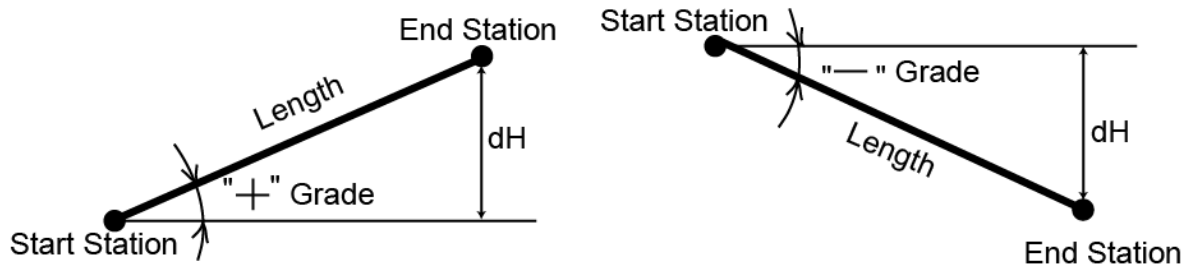 End Station
Length
dH
"+" Grade
Start Station
Start Station
"— " Grade
dH
Length
End Station